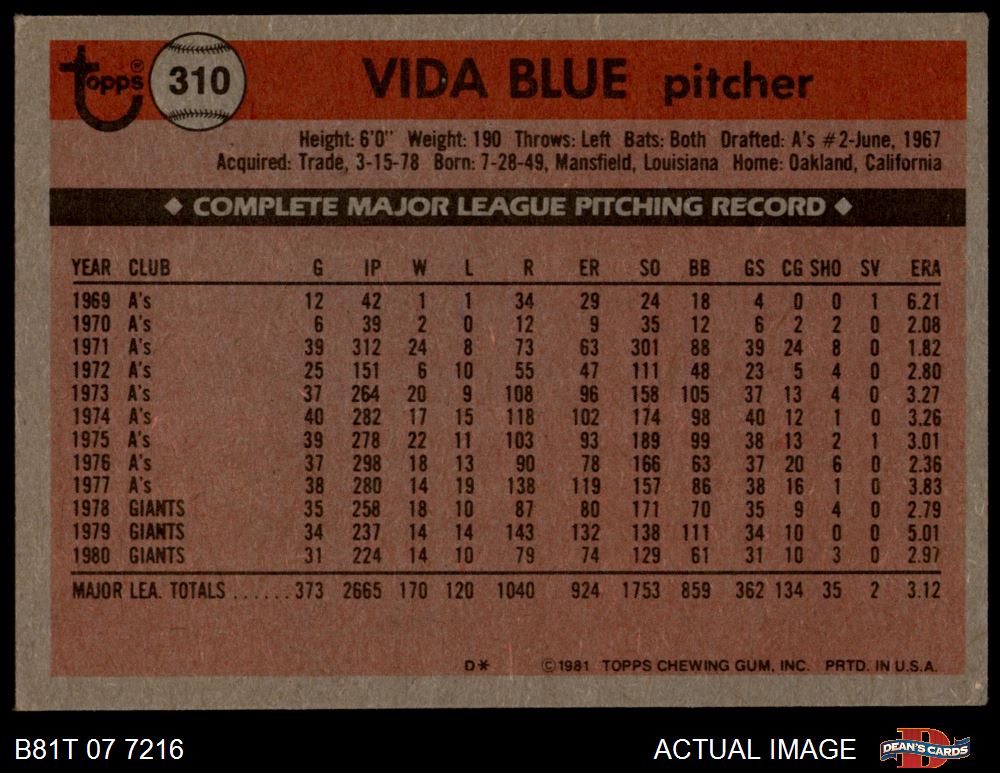 topps® 310 VIDA BLUE pitcher
Height: 6'0" Weight: 190 Throws: Left Bats: Both Drafted: A's #2-June, 1967
Acquired: Trade, 3-15-78 Born: 7-28-49, Mansfield, Louisiana Home: Oakland, California
◆ COMPLETE MAJOR LEAGUE PITCHING RECORD ◆
YEAR CLUB G IP W L R ER SO BB GS CG SHO SV ERA
1969 A's 12 42 1 1 34 29 24 18 4 0 0 1 6.21
1970 A's 6 39 2 0 12 9 35 12 6 2 2 0 2.08
1971 A's 39 312 24 8 73 63 301 88 39 24 8 0 1.82
1972 A's 25 151 6 10 55 47 111 48 23 5 4 0 2.80
1973 A's 37 264 20 9 108 96 158 105 37 13 4 0 3.27
1974 A's 40 282 17 15 118 102 174 98 40 12 1 0 3.26
1975 A's 39 278 22 11 103 93 189 99 38 13 2 1 3.01
1976 A's 37 298 18 13 90 78 166 63 37 20 6 0 2.36
1977 A's 38 280 14 19 138 119 157 86 38 16 1 0 3.83
1978 GIANTS 35 258 18 10 87 80 171 70 35 9 4 0 2.79
1979 GIANTS 34 237 14 14 143 132 138 111 34 10 0 0 5.01
1980 GIANTS 31 224 14 10 79 74 129 61 31 10 3 0 2.97
MAJOR LEA. TOTALS ......373 2665 170 120 1040 924 1753 859 362 134 35 2 3.12
D* ©1981 TOPPS CHEWING GUM, INC. PRTD. IN U.S.A.
B81T 07 7216 ACTUAL IMAGE DEAN'S CARDS